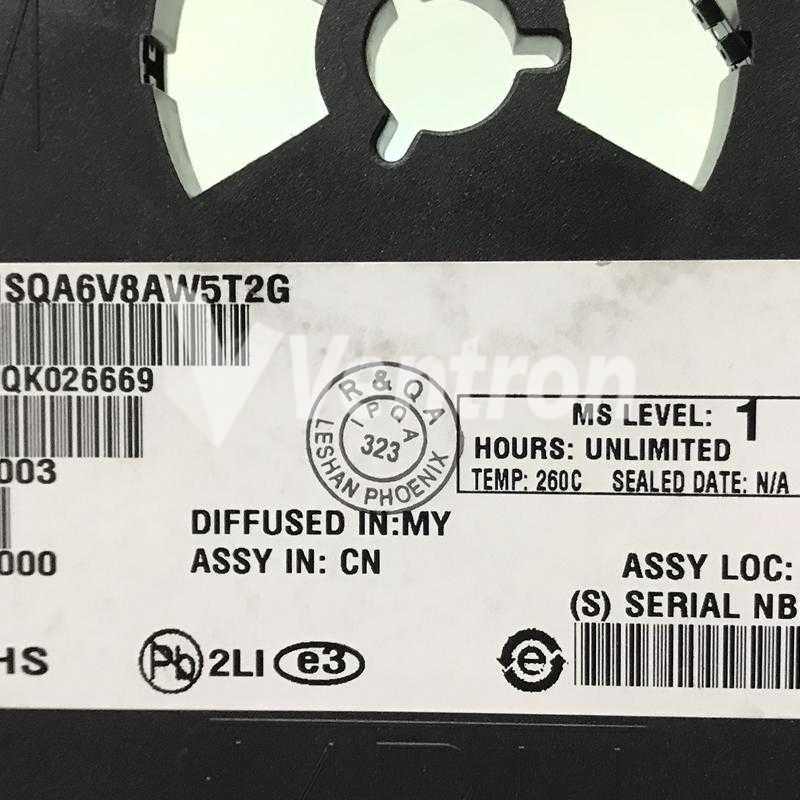 SQA6V8AW5T2G
Ventron
QK026669
R & Q A
IPQA
323
LESHAN PHOENIX
003
MS LEVEL: 1
HOURS: UNLIMITED
TEMP: 260C SEALED DATE: N/A
DIFFUSED IN:MY
000
ASSY IN: CN
ASSY LOC:
(S) SERIAL NB
HS
Pb 2LI e3
e